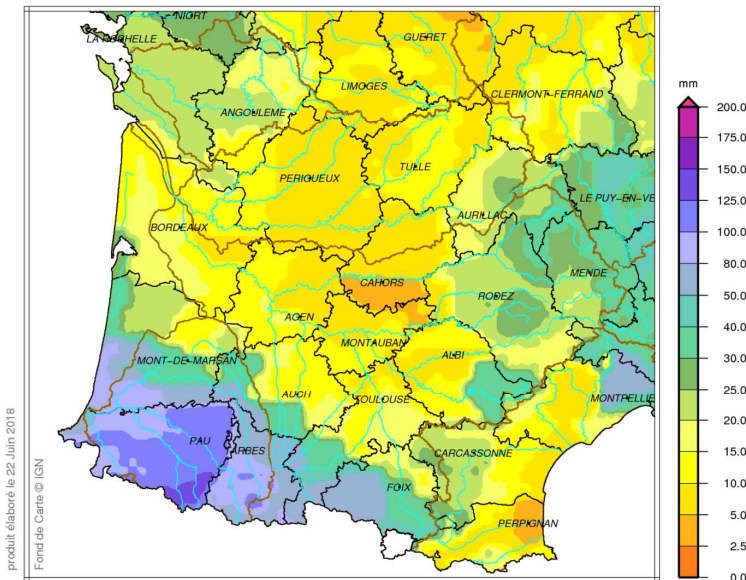 NIORT
LA ROCHELLE
GUERET
LIMOGES
CLERMONT-FERRAND
ANGOULEME
PERIGUEUX
TULLE
LE PUY-EN-VE
AURILLAC
BORDEAUX
CAHORS
MENDE
RODEZ
AGEN
MONTAUBAN
MONT-DE-MARSAN
ALBI
AUCH
TOULOUSE
MONTPELLIE
PAU
ARBES
CARCASSONNE
FOIX
PERPIGNAN
mm
200.0
175.0
150.0
125.0
100.0
75.0
50.0
40.0
30.0
25.0
20.0
15.0
10.0
5.0
2.5
0.0
produit élaboré le 22 Juin 2018
Fond de Carte © IGN